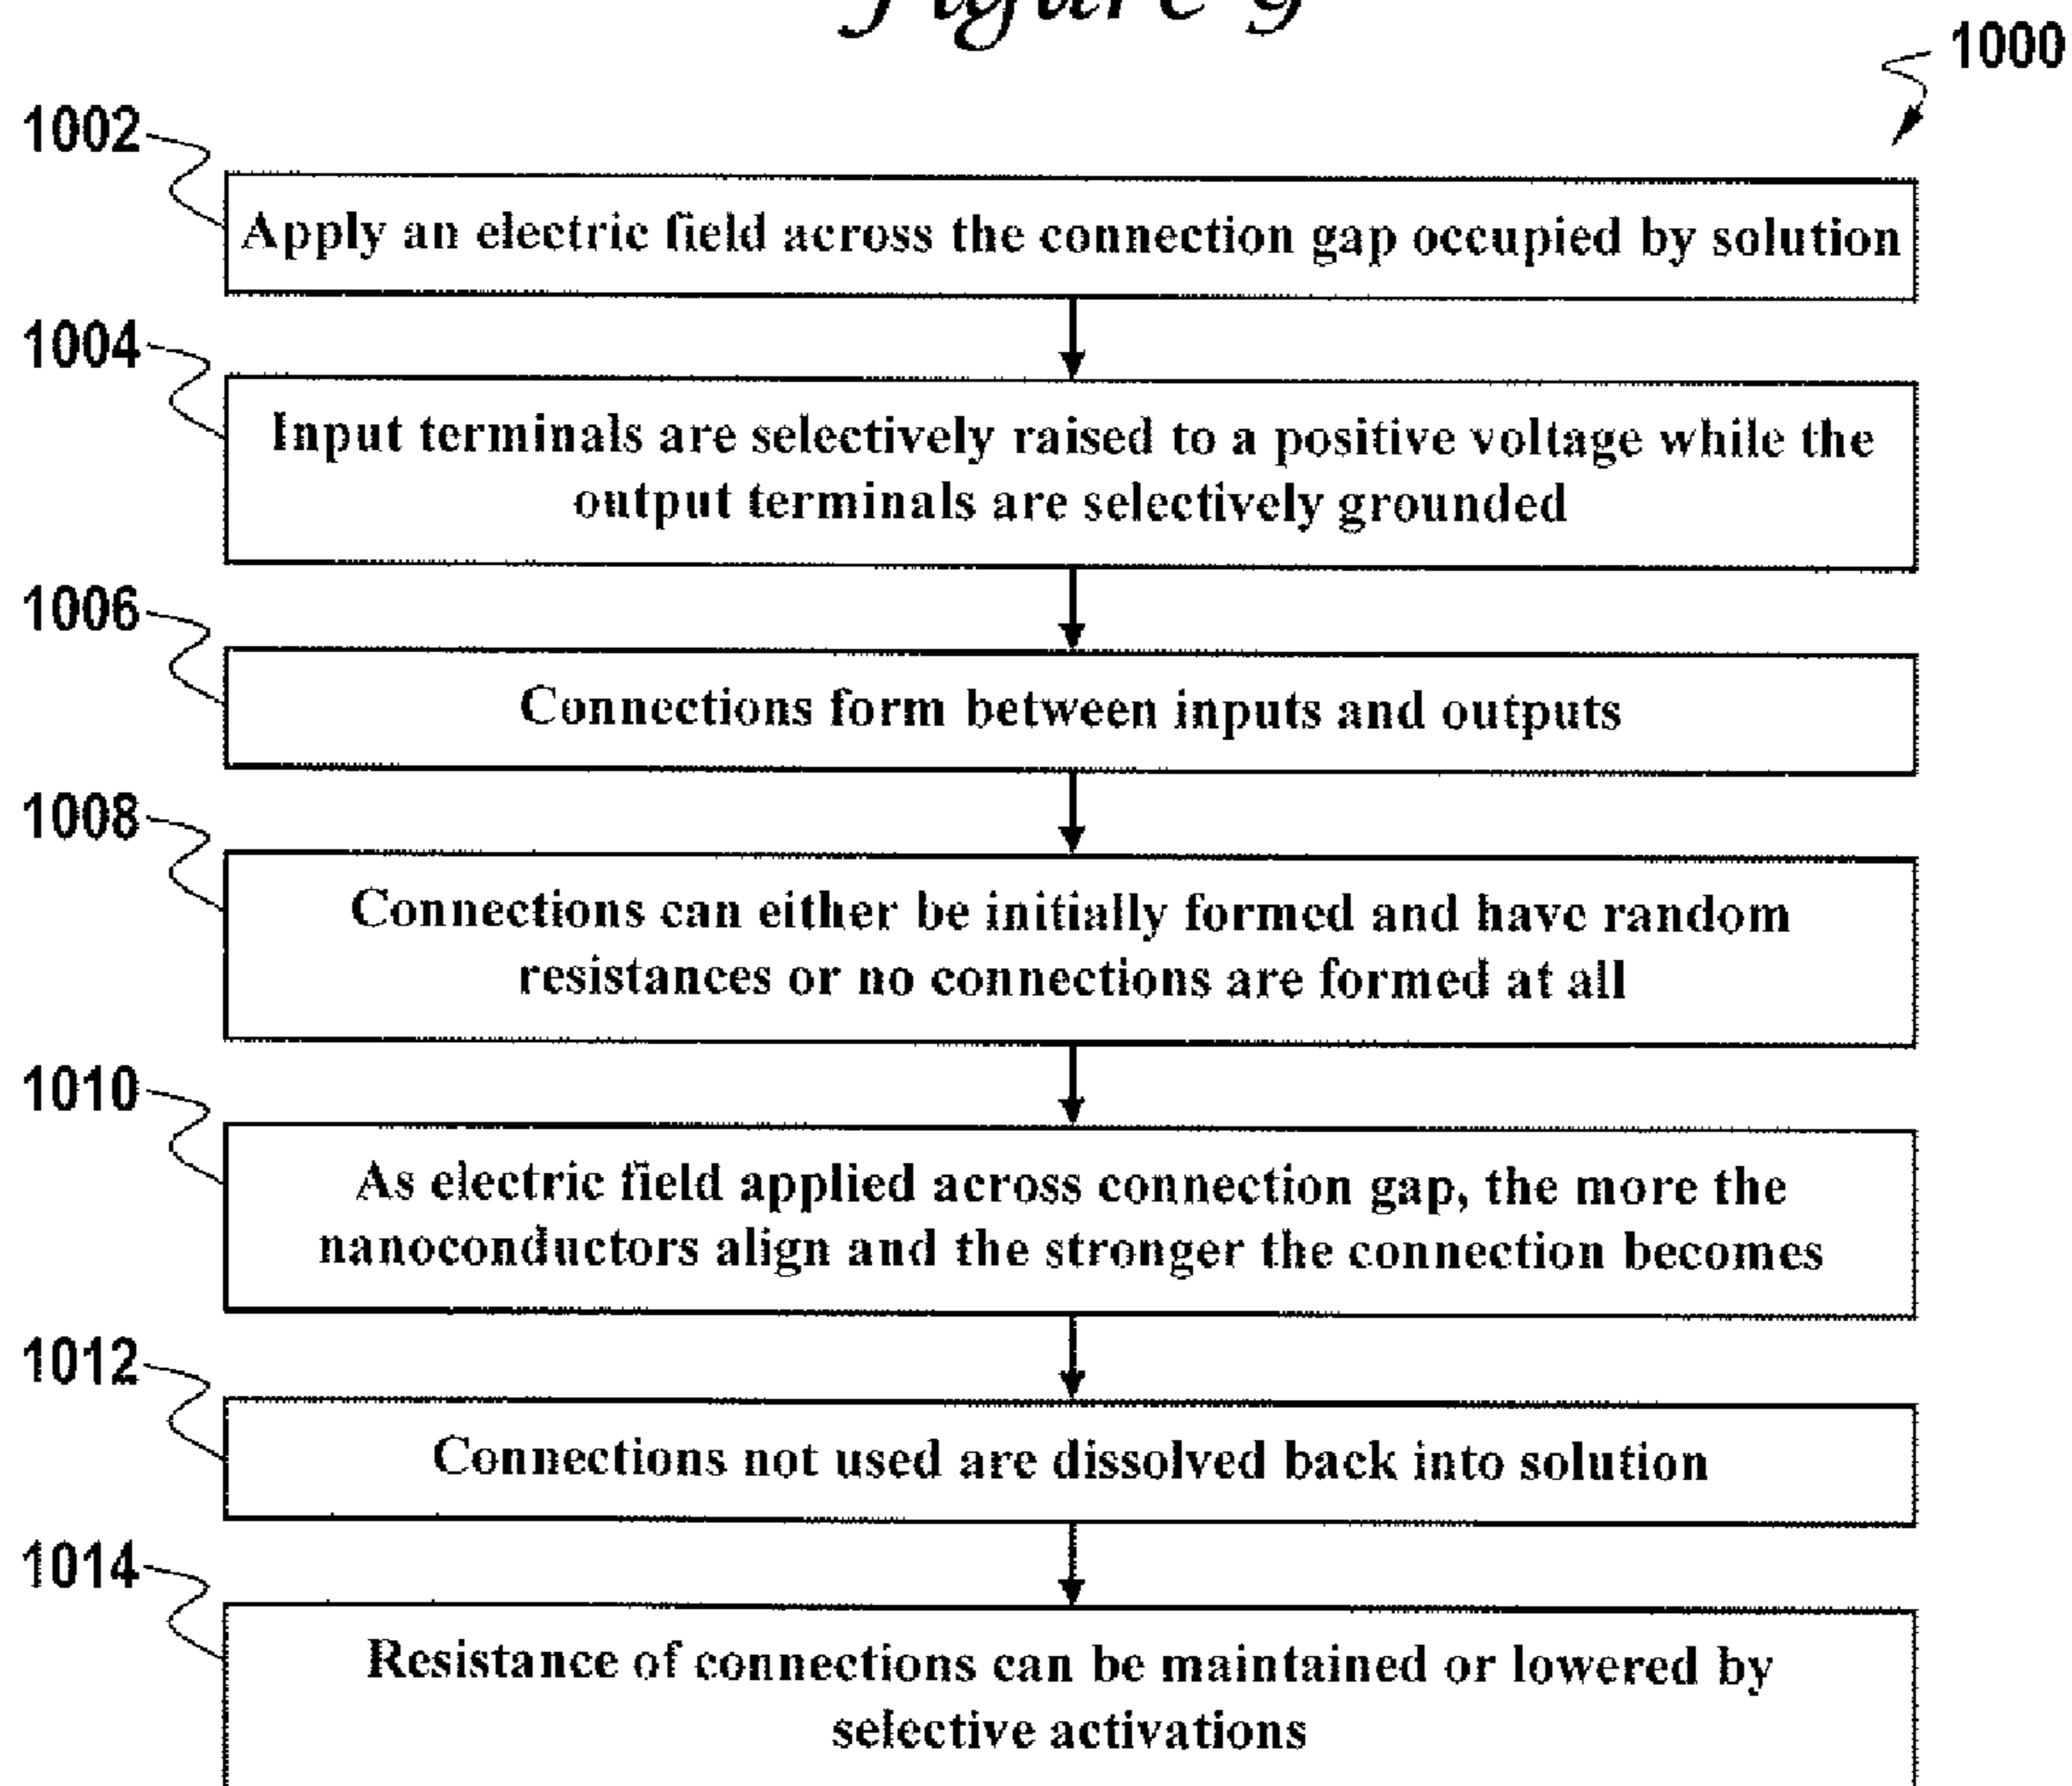 Figure 9
1000
1002
Apply an electric field across the connection gap occupied by solution
1004
Input terminals are selectively raised to a positive voltage while the
output terminals are selectively grounded
1006
Connections form between inputs and outputs
1008
Connections can either be initially formed and have random
resistances or no connections are formed at all
1010
As electric field applied across connection gap, the more the
nanoconductors align and the stronger the connection becomes
1012
Connections not used are dissolved back into solution
1014
Resistance of connections can be maintained or lowered by
selective activations